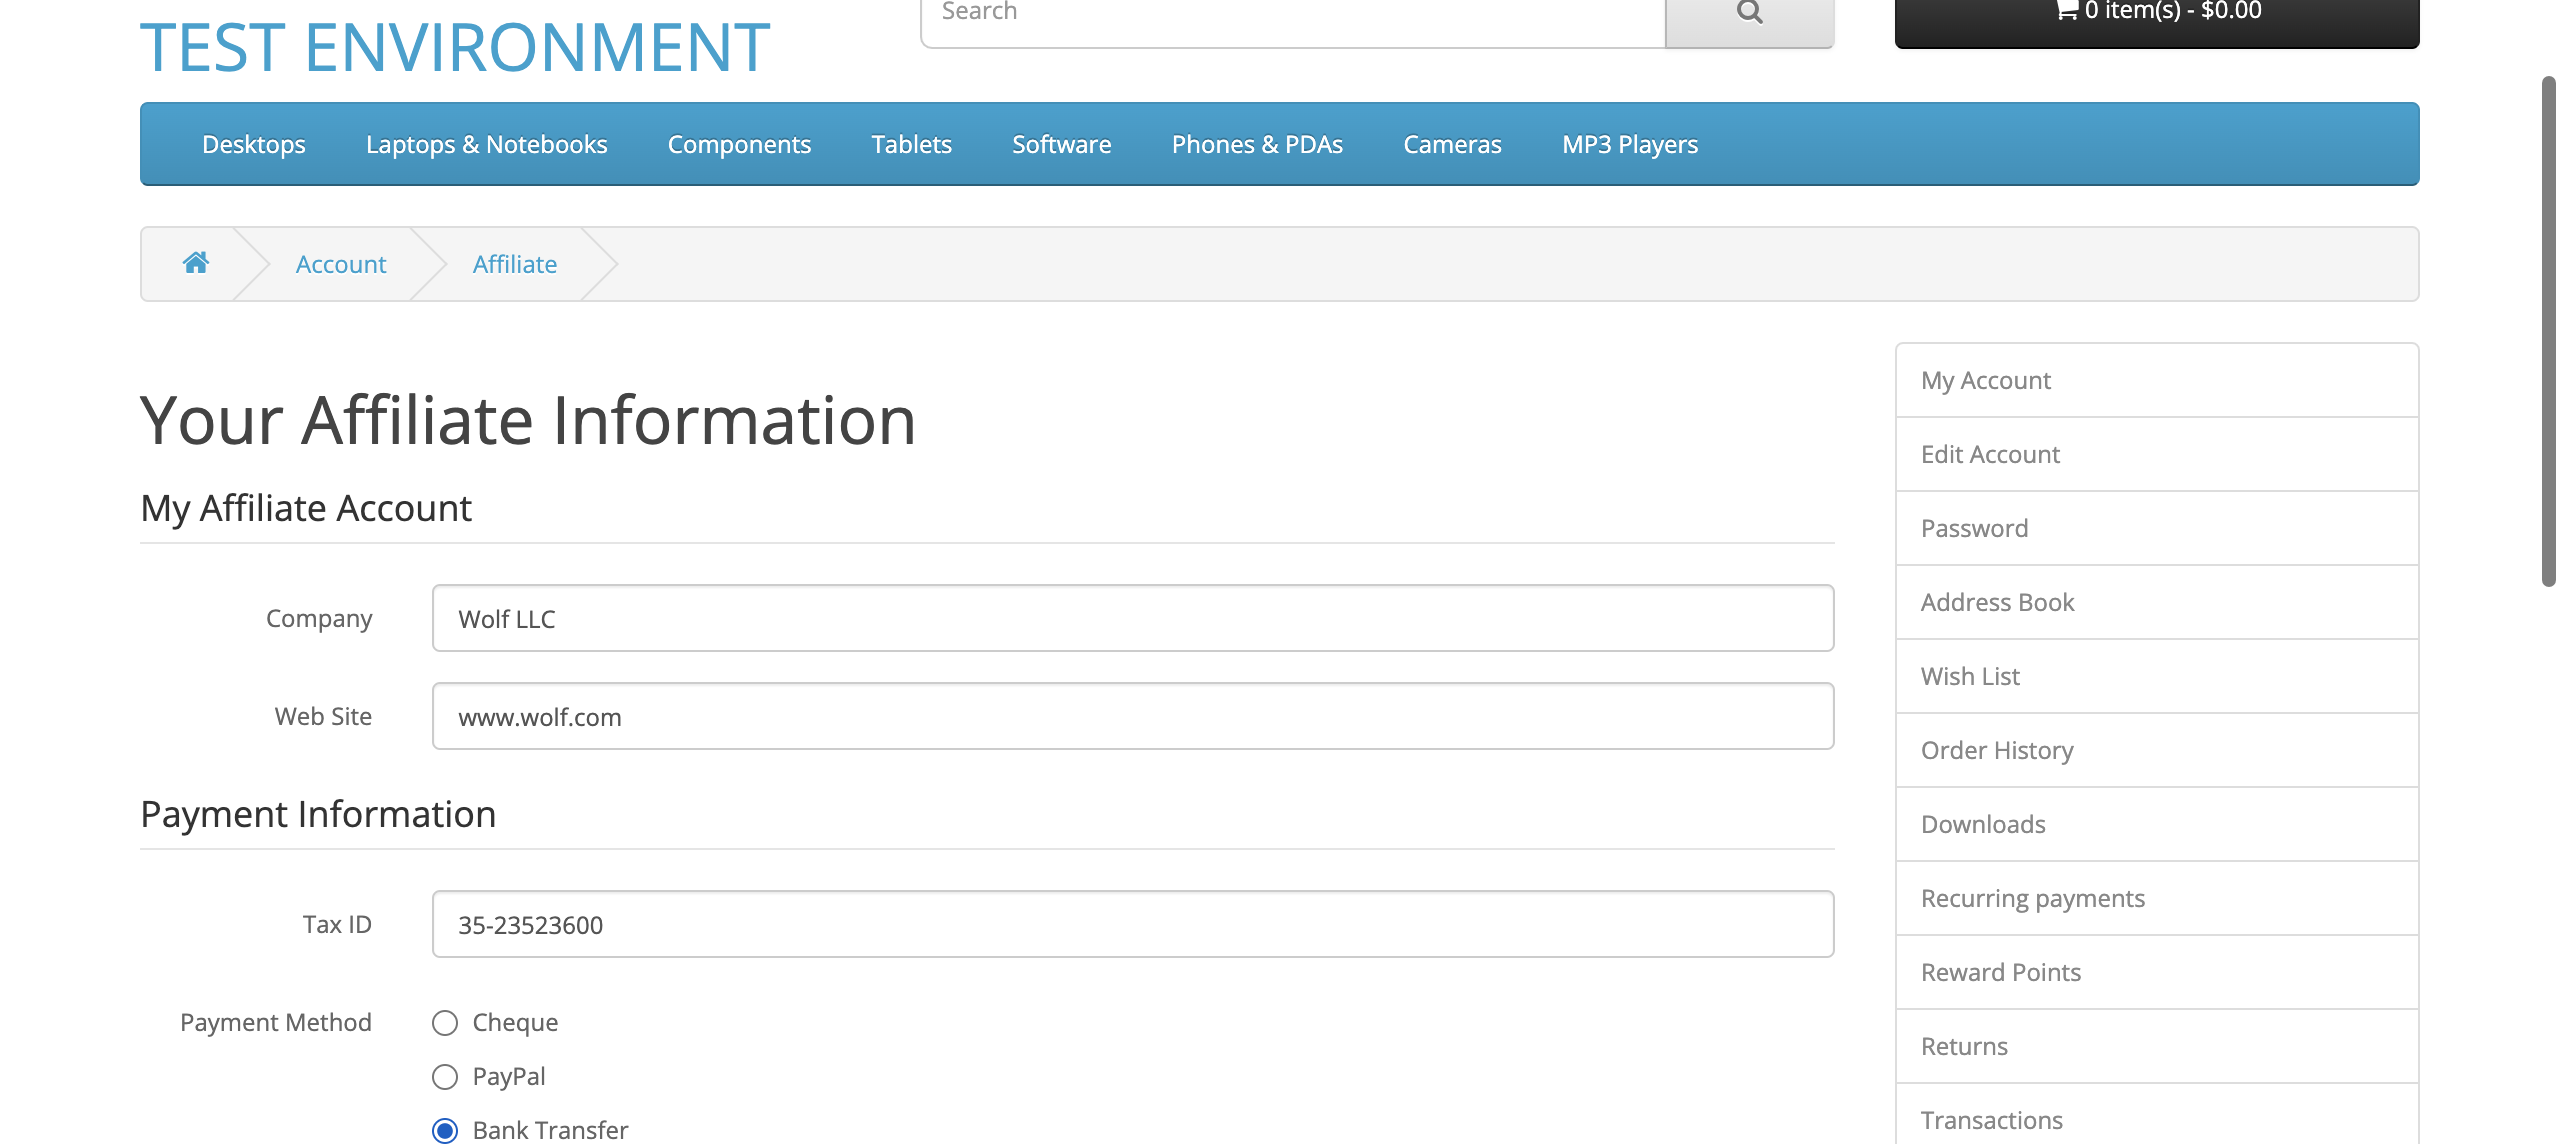 TEST ENVIRONMENT
Search
0 item(s) - $0.00
Desktops
Laptops & Notebooks
Components
Tablets
Software
Phones & PDAs
Cameras
MP3 Players
Account
Affiliate
Your Affiliate Information
My Affiliate Account
Company
Wolf LLC
Web Site
www.wolf.com
Payment Information
Tax ID
35-23523600
Payment Method
Cheque
PayPal
Bank Transfer
My Account
Edit Account
Password
Address Book
Wish List
Order History
Downloads
Recurring payments
Reward Points
Returns
Transactions